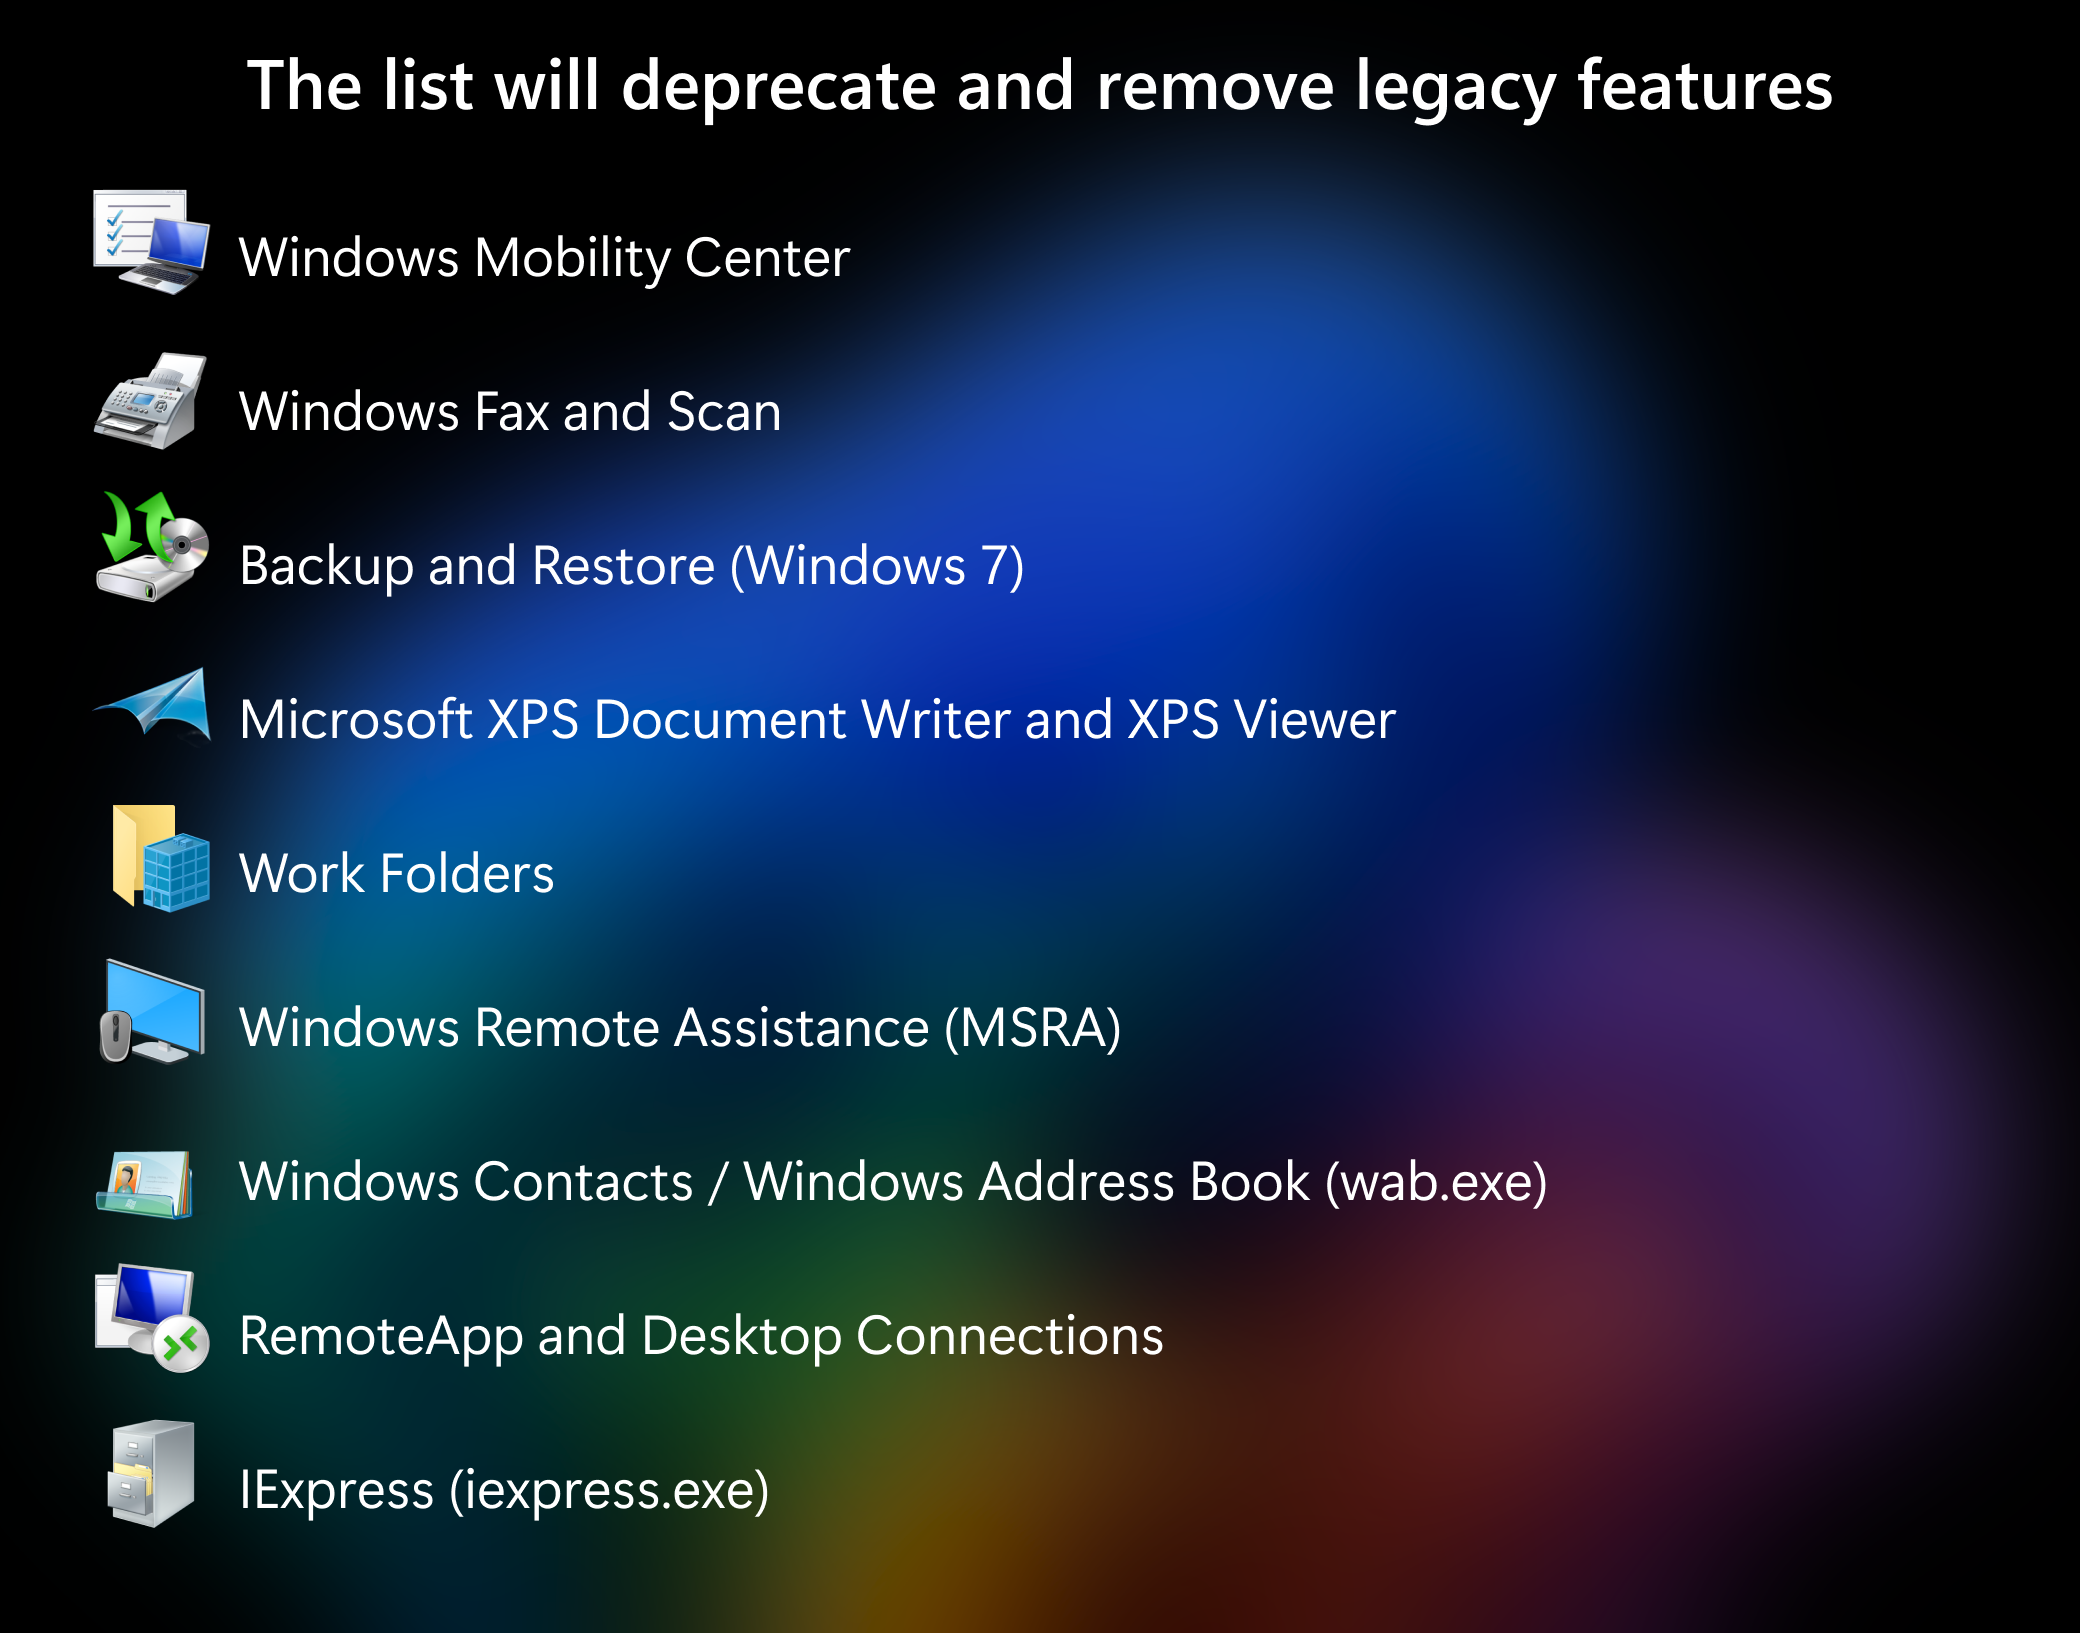 The list will deprecate and remove legacy features
Windows Mobility Center
Windows Fax and Scan
Backup and Restore (Windows 7)
Microsoft XPS Document Writer and XPS Viewer
Work Folders
Windows Remote Assistance (MSRA)
Windows Contacts / Windows Address Book (wab.exe)
RemoteApp and Desktop Connections
IExpress (iexpress.exe)